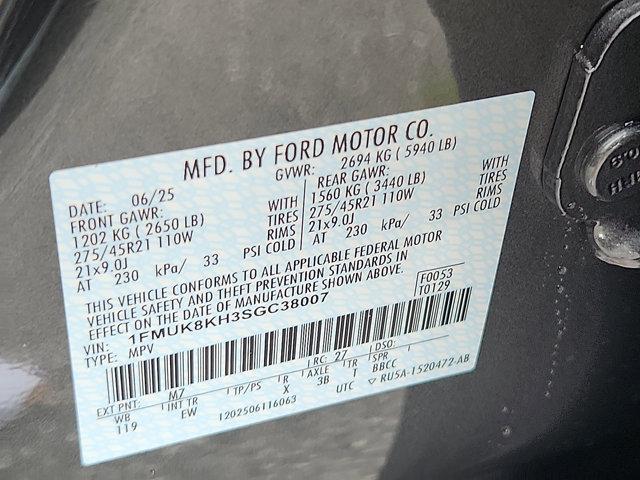 MFD. BY FORD MOTOR CO.
DATE: 06/25 GVWR: 2694 KG ( 5940 LB)
FRONT GAWR: REAR GAWR:
1202 KG ( 2650 LB) WITH 1560 KG ( 3440 LB) WITH
275/45R21 110W TIRES 275/45R21 110W TIRES
21x9.0J RIMS 21x9.0J RIMS
AT 230 kPa/ 33 PSI COLD AT 230 kPa/ 33 PSI COLD
THIS VEHICLE CONFORMS TO ALL APPLICABLE FEDERAL MOTOR
VEHICLE SAFETY AND THEFT PREVENTION STANDARDS IN
EFFECT ON THE DATE OF MANUFACTURE SHOWN ABOVE.
VIN: 1FMUK8KH3SGC38007 F0053
TYPE: MPV T0129
EXT PNT: M7 RC: 27 DSO:
WB INT TR TP/PS R AXLE TR SPR
119 EW X 3B T BBCC
1202506116063 UTC RU5A-1520472-AB